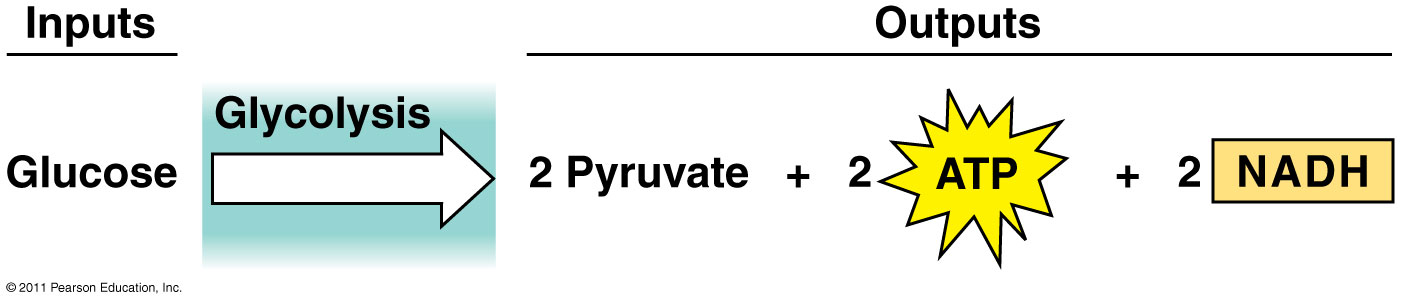 Inputs
Outputs
Glycolysis
Glucose
2 Pyruvate + 2 ATP + 2 NADH
© 2011 Pearson Education, Inc.